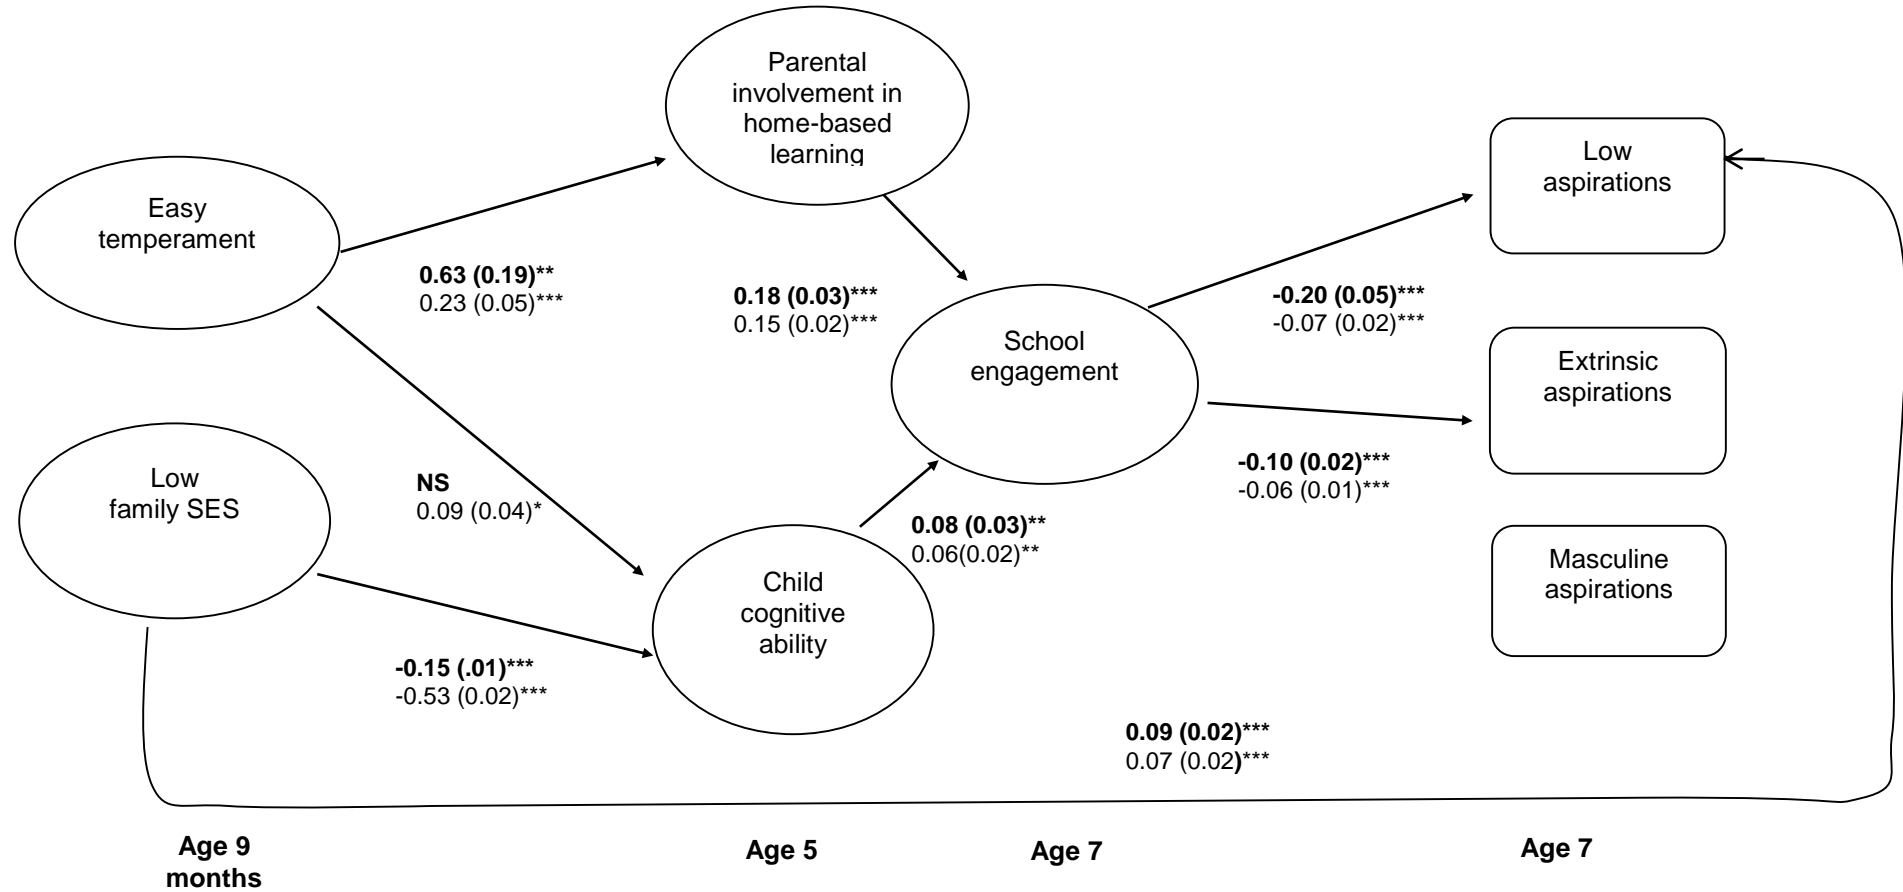 Parental
involvement in
home-based
learning
Low
aspirations
Easy
temperament
0.63 (0.19)**
0.23 (0.05)***
0.18 (0.03)***
0.15 (0.02)***
-0.20 (0.05)***
-0.07 (0.02)***
School
engagement
Extrinsic
aspirations
Low
family SES
NS
0.09 (0.04)*
-0.10 (0.02)***
-0.06 (0.01)***
0.08 (0.03)**
0.06(0.02)**
Masculine
aspirations
Child
cognitive
ability
-0.15 (.01)***
-0.53 (0.02)***
0.09 (0.02)***
0.07 (0.02)***
Age 9
months
Age 5
Age 7
Age 7